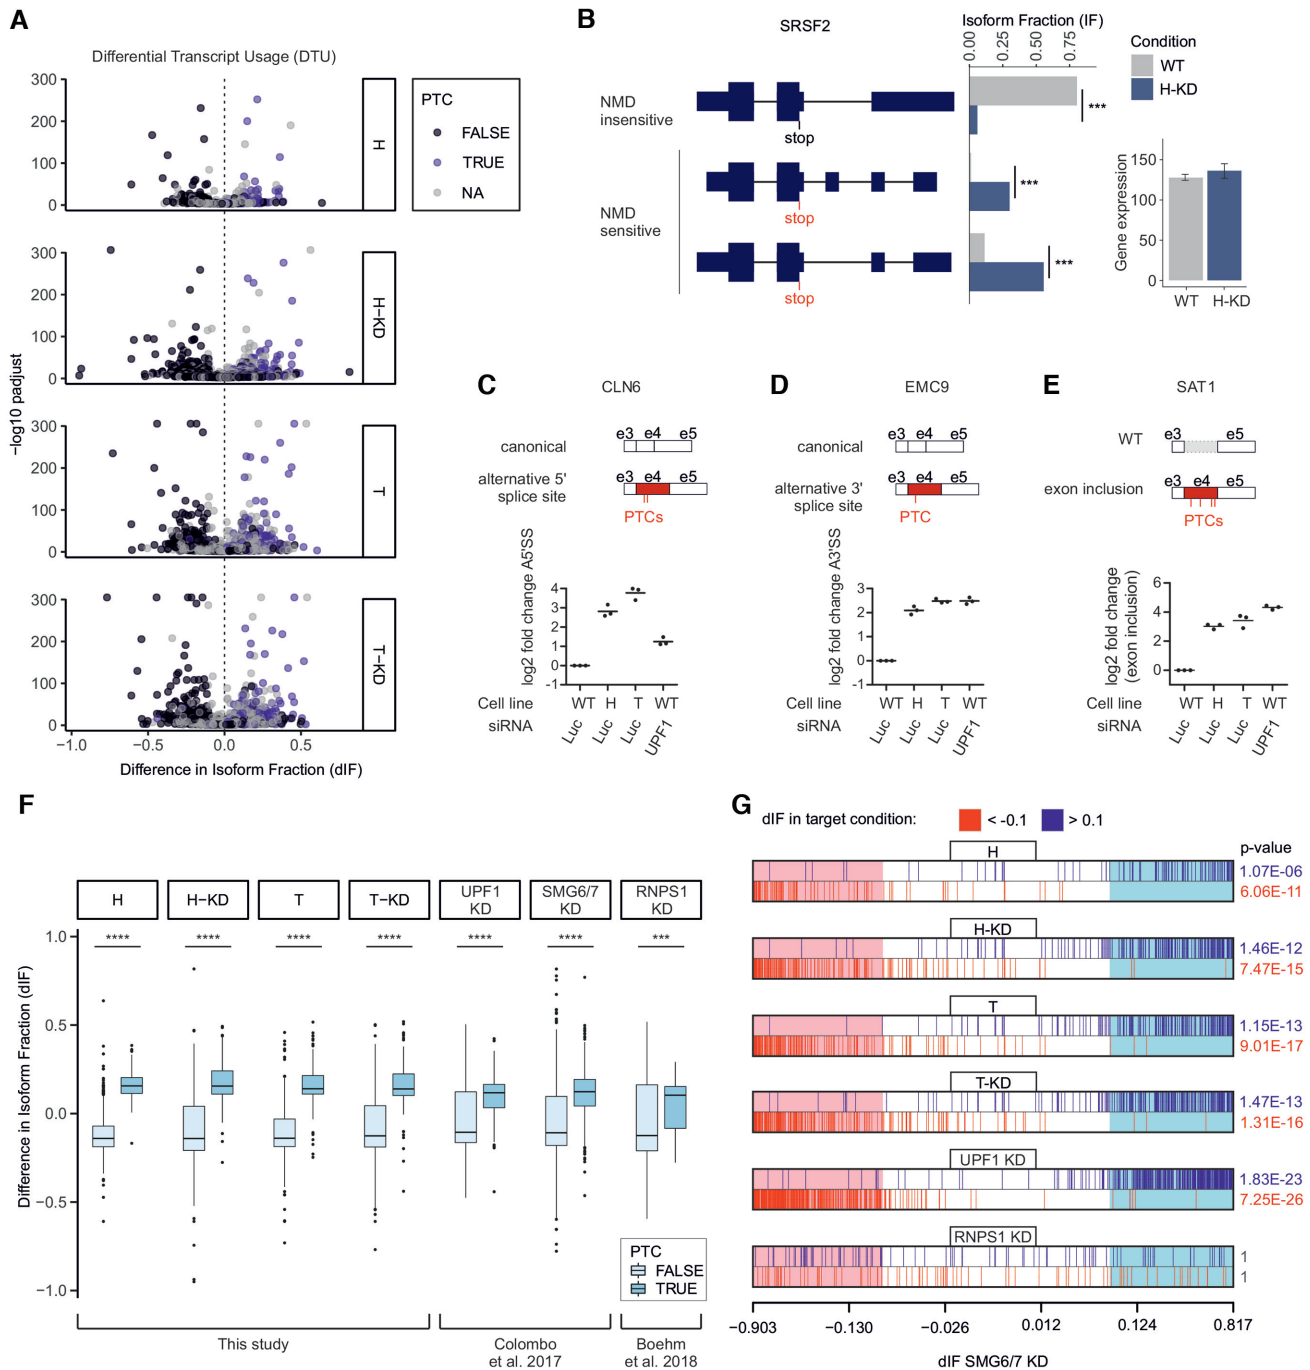 A
Differential Transcript Usage (DTU)
PTC
FALSE
TRUE
NA
−log10 padjust
300
200
100
0
H
300
200
100
0
H-KD
300
200
100
0
T
300
200
100
0
T-KD
−1.0
−0.5
0.0
0.5
Difference in Isoform Fraction (dIF)
B
SRSF2
Isoform Fraction (IF)
0.00
0.25
0.50
0.75
Condition
WT
H-KD
NMD
insensitive
stop
***
stop
***
NMD
sensitive
stop
***
Gene expression
150
100
50
0
WT
H-KD
C
CLN6
e3 e4 e5
canonical
alternative 5'
splice site
e3 e4 e5
PTCs
log2 fold change A5'SS
4
3
2
1
0
-1
Cell line WT H T WT
siRNA Luc Luc Luc UPF1
D
EMC9
e3 e4 e5
canonical
alternative 3'
splice site
e3 e4 e5
PTC
log2 fold change A3'SS
3
2
1
0
-1
Cell line WT H T WT
siRNA Luc Luc Luc UPF1
E
SAT1
WT
e3 e5
exon inclusion
e3 e4 e5
PTCs
log2 fold change
(exon inclusion)
6
4
2
0
Cell line WT H T WT
siRNA Luc Luc Luc UPF1
F
H
H−KD
T
T−KD
UPF1
KD
SMG6/7
KD
RNPS1
KD
**** **** **** **** **** **** ***
Difference in Isoform Fraction (dIF)
1.0
0.5
0.0
−0.5
−1.0
PTC
FALSE
TRUE
This study
Colombo
et al. 2017
Boehm
et al. 2018
G
dIF in target condition:
< -0.1
> 0.1
p-value
H
1.07E-06
6.06E-11
H-KD
1.46E-12
7.47E-15
T
1.15E-13
9.01E-17
T-KD
1.47E-13
1.31E-16
UPF1 KD
1.83E-23
7.25E-26
RNPS1 KD
1
1
−0.903
−0.130
−0.026
0.012
0.124
0.817
dIF SMG6/7 KD